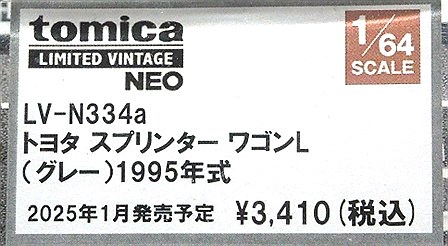 tomica
LIMITED VINTAGE
NEO
1/64
SCALE
LV-N334a
トヨタ スプリンター ワゴンL
(グレー)1995年式
2025年1月発売予定 ¥3,410(税込)